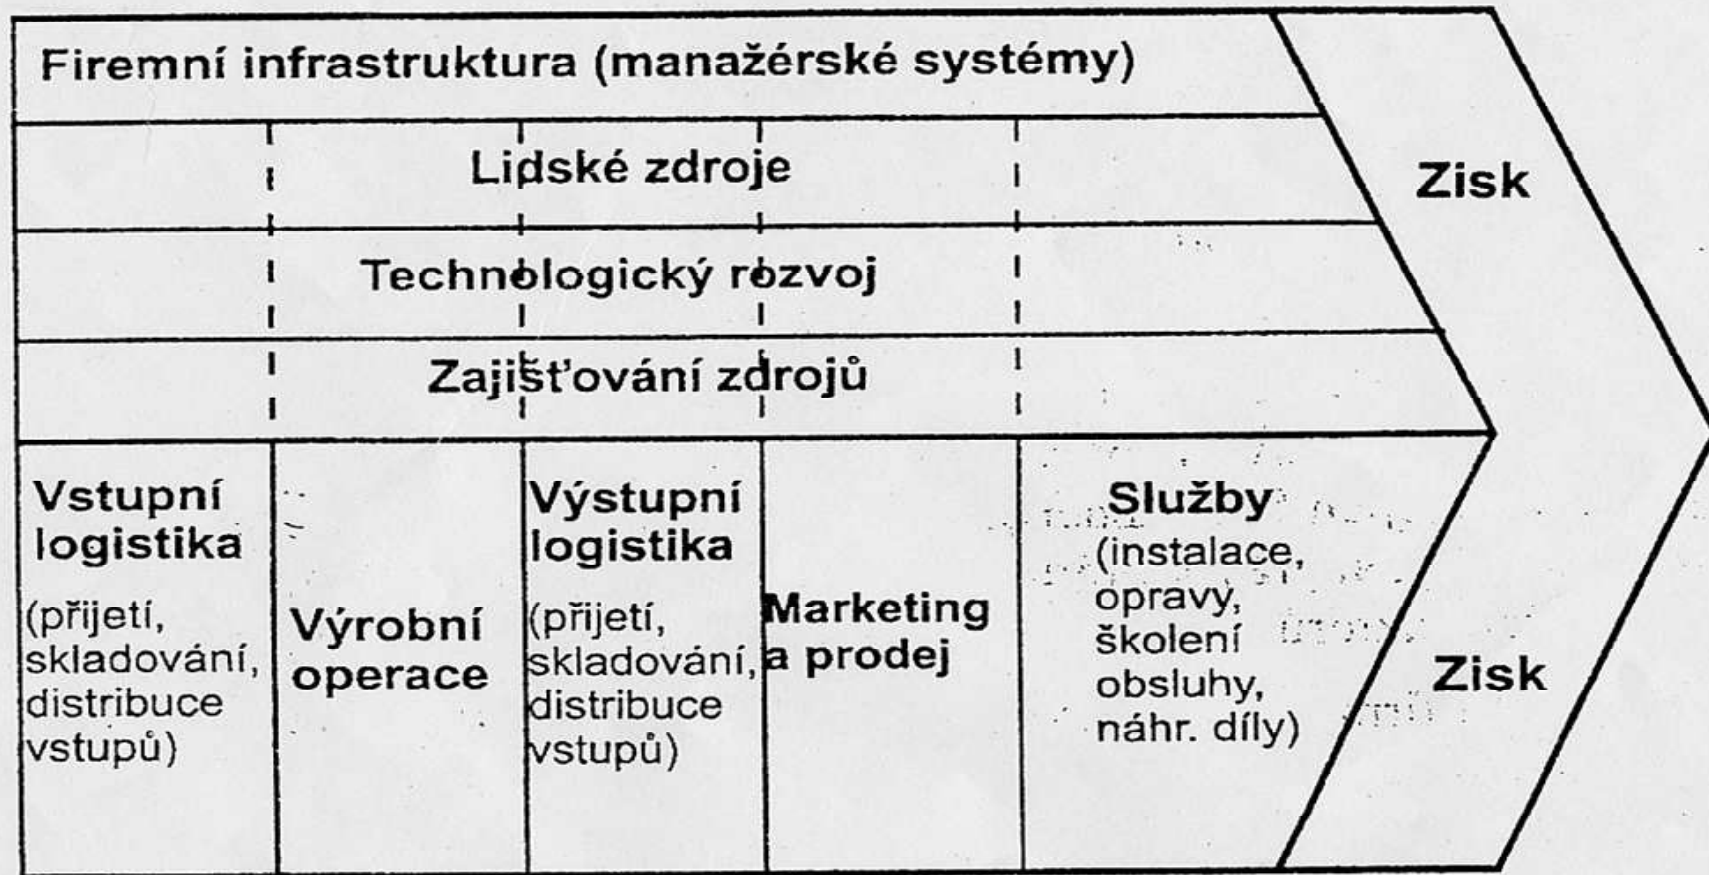 Firemní infrastruktura (manažérské systémy)
Lidské zdroje
Technologický rozvoj
Zajišťování zdrojů
Zisk
Vstupní
logistika
(přijetí,
skladování,
distribuce
vstupů)
Výrobní
operace
Výstupní
logistika
(přijetí,
skladování,
distribuce
vstupů)
Marketing
a prodej
Služby
(instalace,
opravy,
školení
obsluhy,
náhr. díly)
Zisk